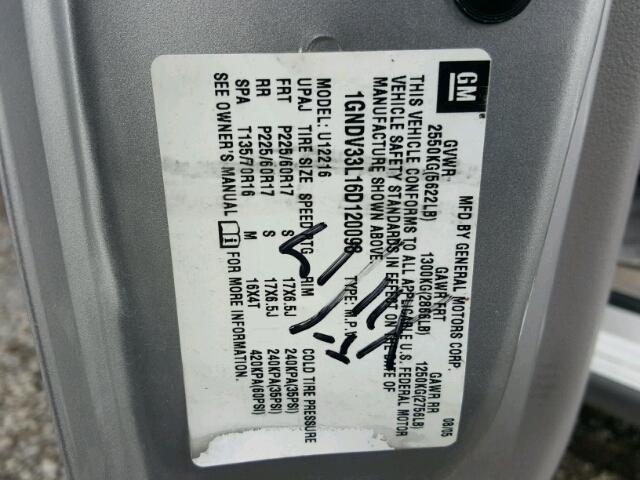 GM
MFD BY GENERAL MOTORS CORP. 08/05
GVWR GAWR FRT GAWR RR
2550KG(5622LB) 1300KG(2866LB) 1250KG(2756LB)
THIS VEHICLE CONFORMS TO ALL APPLICABLE U.S. FEDERAL MOTOR
VEHICLE SAFETY STANDARDS IN EFFECT ON THE DATE OF
MANUFACTURE SHOWN ABOVE.
1GNDV33L16D120098 TYPE: M.P.V.
MODEL: U12216
UPAJ TIRE SIZE SPEED RTG RIM COLD TIRE PRESSURE
FRT P225/60R17 S 17X6.5J 240KPA(35PSI)
RR P225/60R17 S 17X6.5J 240KPA(35PSI)
SPA T135/70R16 M 16X4T 420KPA(60PSI)
SEE OWNER'S MANUAL FOR MORE INFORMATION.